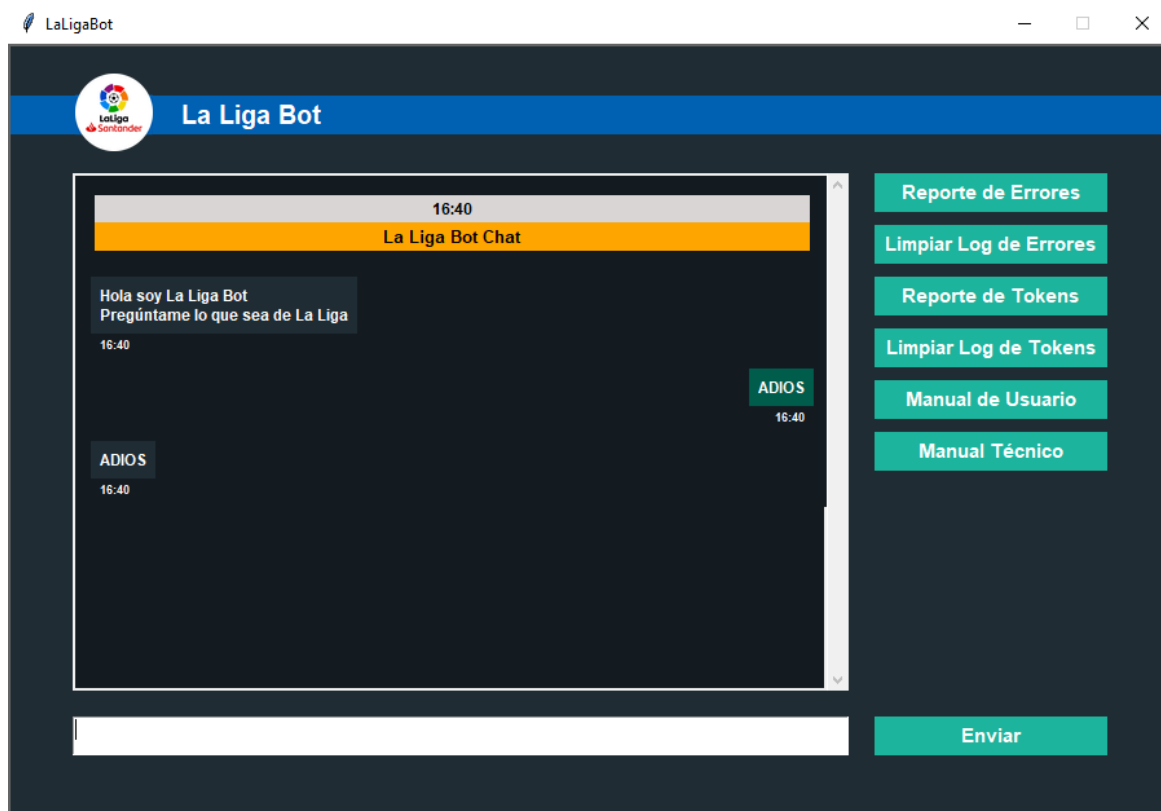 LaLigaBot
LaLiga
Santander
La Liga Bot
16:40
La Liga Bot Chat
Hola soy La Liga Bot
Pregúntame lo que sea de La Liga
16:40
ADIOS
16:40
ADIOS
16:40
Reporte de Errores
Limpiar Log de Errores
Reporte de Tokens
Limpiar Log de Tokens
Manual de Usuario
Manual Técnico
Enviar